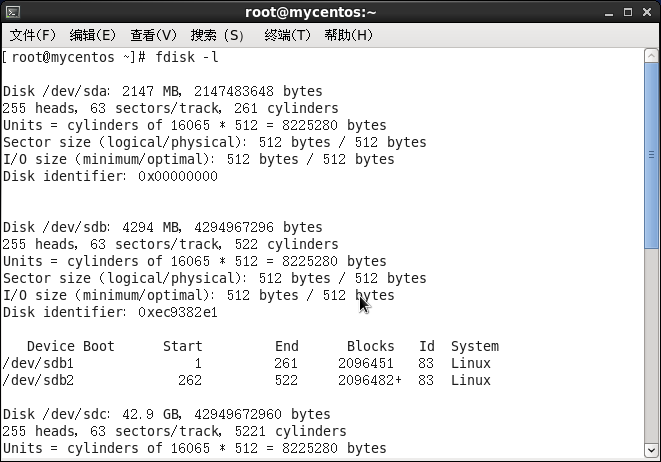 root@mycentos:~
文件(F) 编辑(E) 查看(V) 搜索 (S) 终端(T) 帮助(H)
[root@mycentos ~]# fdisk -l
Disk /dev/sda: 2147 MB, 2147483648 bytes
255 heads, 63 sectors/track, 261 cylinders
Units = cylinders of 16065 * 512 = 8225280 bytes
Sector size (logical/physical): 512 bytes / 512 bytes
I/O size (minimum/optimal): 512 bytes / 512 bytes
Disk identifier: 0x00000000
Disk /dev/sdb: 4294 MB, 4294967296 bytes
255 heads, 63 sectors/track, 522 cylinders
Units = cylinders of 16065 * 512 = 8225280 bytes
Sector size (logical/physical): 512 bytes / 512 bytes
I/O size (minimum/optimal): 512 bytes / 512 bytes
Disk identifier: 0xec9382e1
Device Boot Start End Blocks Id System
/dev/sdb1 1 261 2096451 83 Linux
/dev/sdb2 262 522 2096482+ 83 Linux
Disk /dev/sdc: 42.9 GB, 42949672960 bytes
255 heads, 63 sectors/track, 5221 cylinders
Units = cylinders of 16065 * 512 = 8225280 bytes